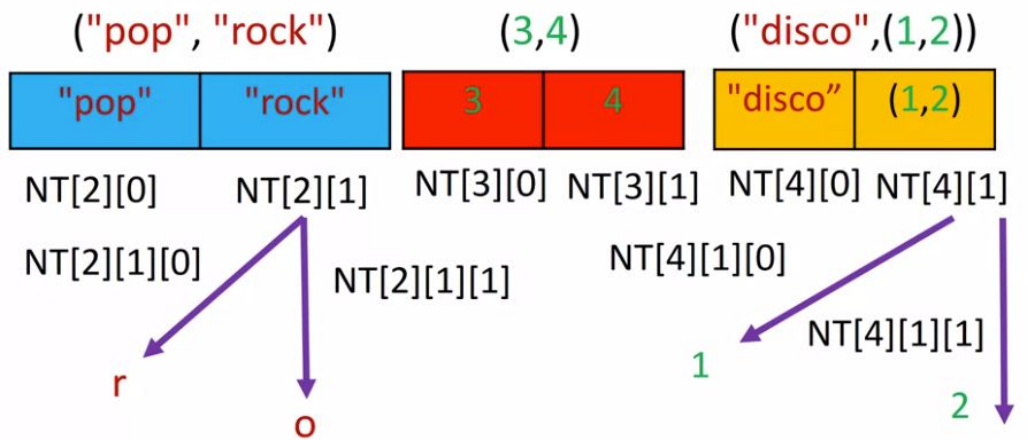 ("pop", "rock") (3,4) ("disco",(1,2))
"pop" "rock" 3 4 "disco” (1,2)
NT[2][0] NT[2][1] NT[3][0] NT[3][1] NT[4][0] NT[4][1]
NT[2][1][0] NT[2][1][1] NT[4][1][0]
NT[4][1][1]
r 1
o 2